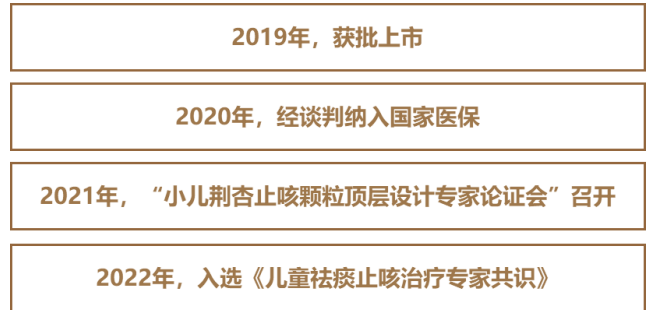 2019年，获批上市
2020年，经谈判纳入国家医保
2021年，“小儿荆杏止咳颗粒顶层设计专家论证会”召开
2022年，入选《儿童祛痰止咳治疗专家共识》